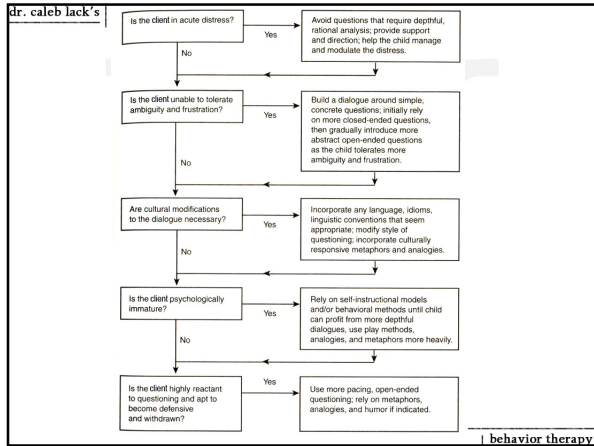 dr. caleb lack's
Is the client in acute distress?
Yes
Avoid questions that require depthful,
rational analysis; provide support
and direction; help the child manage
and modulate the distress.
No
Is the client unable to tolerate
ambiguity and frustration?
Yes
Build a dialogue around simple,
concrete questions; initially rely
on more closed-ended questions,
then gradually introduce more
abstract open-ended questions
as the child tolerates more
ambiguity and frustration.
No
Are cultural modifications
to the dialogue necessary?
Yes
Incorporate any language, idioms,
linguistic conventions that seem
appropriate; modify style of
questioning; incorporate culturally
responsive metaphors and analogies.
No
Is the client psychologically
immature?
Yes
Rely on self-instructional models
and/or behavioral methods until child
can profit from more depthful
dialogues, use play methods,
analogies, and metaphors more heavily.
No
Is the client highly reactant
to questioning and apt to
become defensive
and withdrawn?
Yes
Use more pacing, open-ended
questioning; rely on metaphors,
analogies, and humor if indicated.
behavior therapy